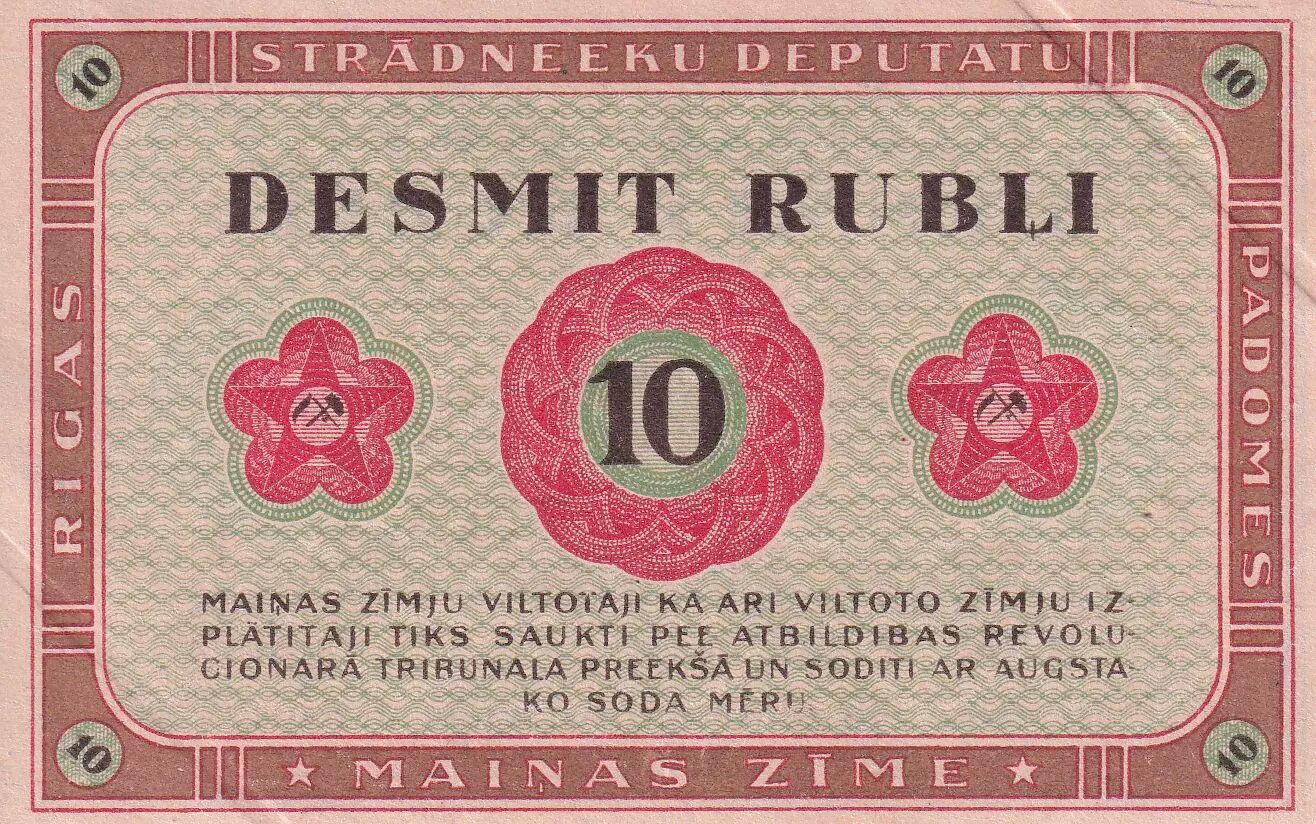 10
STRĀDNEEKU DEPUTATU
10
RIGAS
PADOMES
DESMIT RUBĻI
10
MAIŅAS ZĪMJU VILTOTAJI KA ARI VILTOTO ZĪMJU IZ-
PLĀTITAJI TIKS SAUKTI PEE ATBILDIBAS REVOLU-
CIONARĀ TRIBUNALA PREEKŠĀ UN SODITI AR AUGSTA-
KO SODA MĒRU.
10
★ MAIŅAS ZĪME ★
10